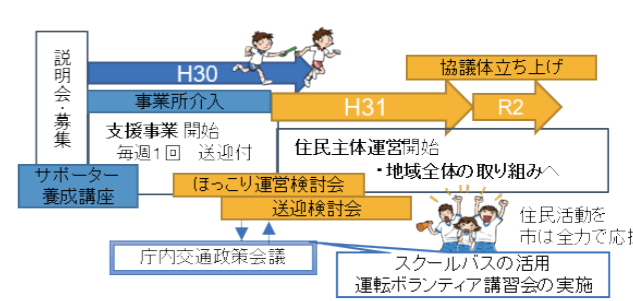 説明会・募集
H30
協議体立ち上げ
事業所介入
H31
R2
支援事業 開始
毎週1回 送迎付
住民主体運営開始
・地域全体の取り組みへ
サポーター
養成講座
ほっこり運営検討会
送迎検討会
住民活動を
市は全力で応援
庁内交通政策会議
スクールバスの活用
運転ボランティア講習会の実施